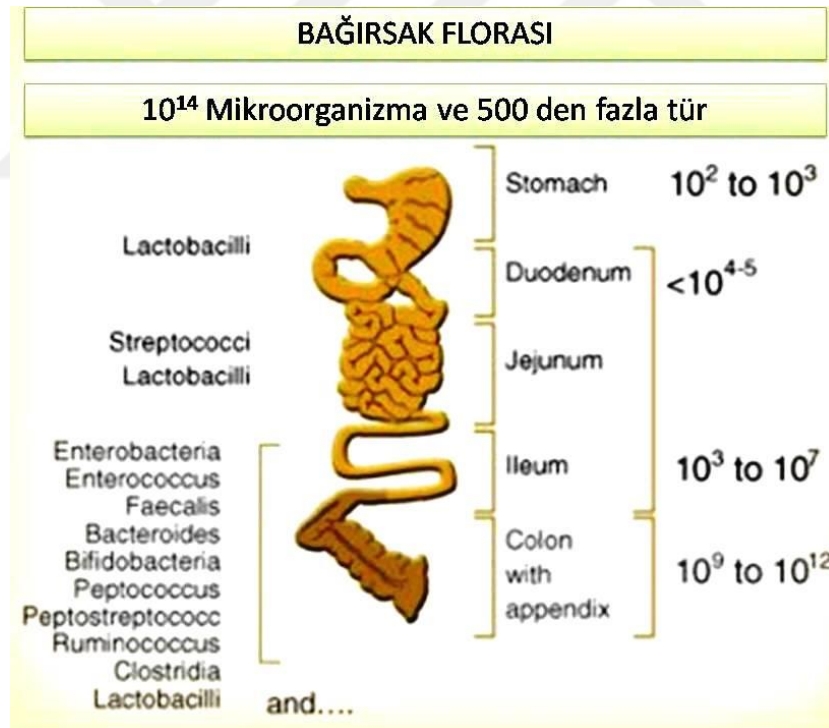 BAĞIRSAK FLORASI
10¹⁴ Mikroorganizma ve 500 den fazla tür
Lactobacilli
Streptococci
Lactobacilli
Enterobacteria
Enterococcus
Faecalis
Bacteroides
Bifidobacteria
Peptococcus
Peptostreptococc
Ruminococcus
Clostridia
Lactobacilli
and....
Stomach
10² to 10³
Duodenum
<10⁴⁻⁵
Jejunum
Ileum
10³ to 10⁷
Colon
with
appendix
10⁹ to 10¹²